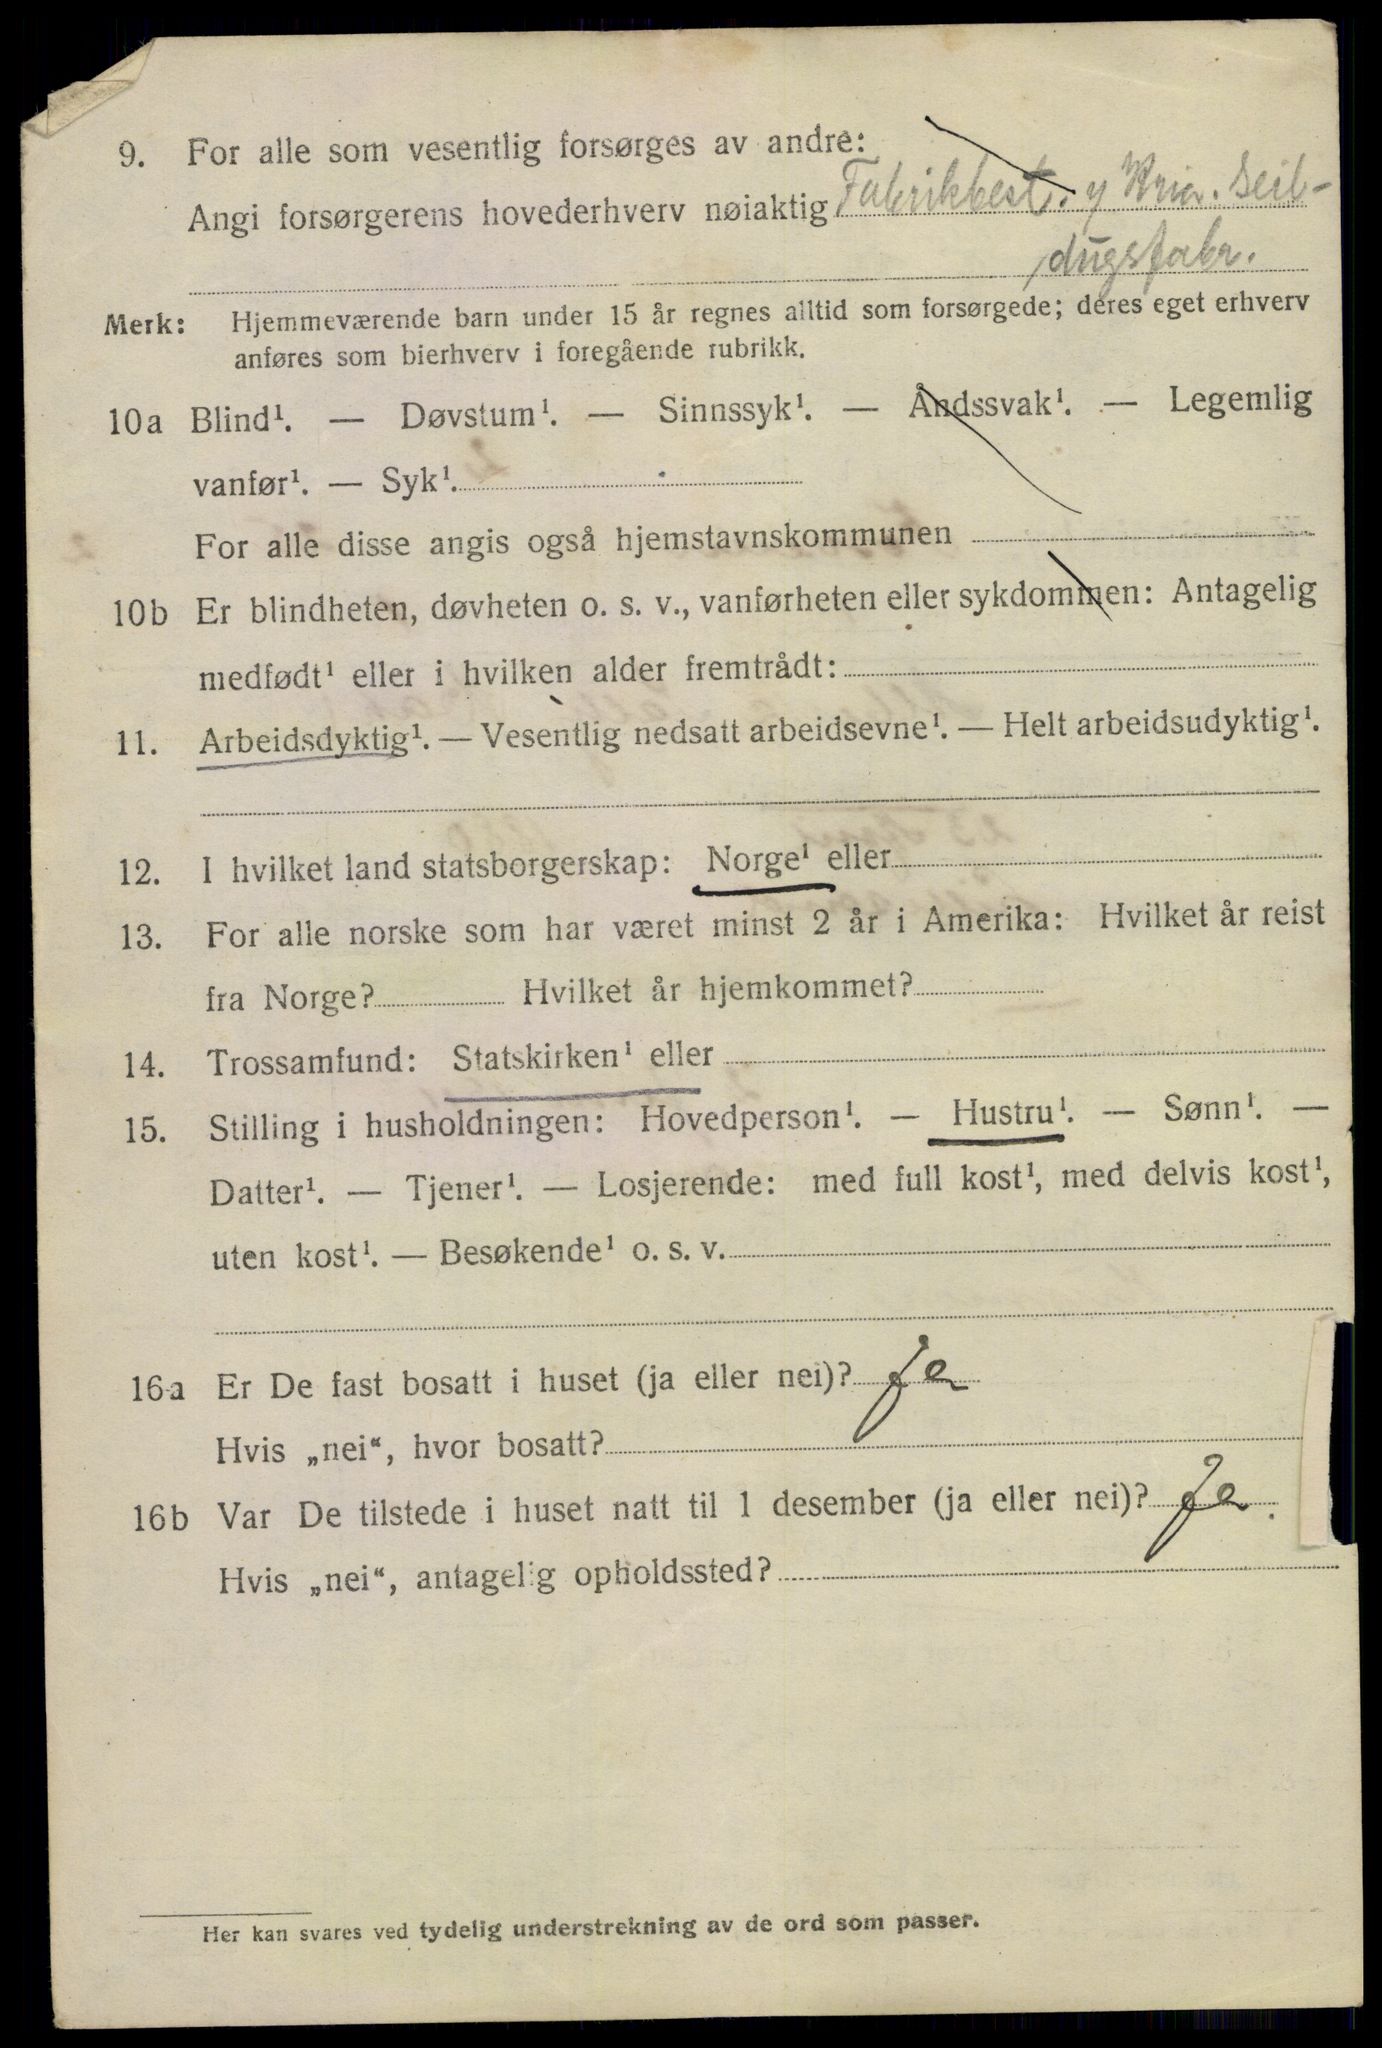 9. For alle som vesentlig forsørges av andre:
Angi forsørgerens hovederhverv nøiaktig Fabrikbest. Kria. Seil-
dugsfabr.
Merk: Hjemmeværende barn under 15 år regnes alltid som forsørgede; deres eget erhverv
anføres som bierhverv i foregående rubrikk.
10a Blind¹. — Døvstum¹. — Sinnssyk¹. — Åndssvak¹. — Legemlig
vanfør¹. — Syk¹.
For alle disse angis også hjemstavnskommunen
10b Er blindheten, døvheten o. s. v., vanførheten eller sykdommen: Antagelig
medfødt¹ eller i hvilken alder fremtrådt:
11. Arbeidsdyktig¹. — Vesentlig nedsatt arbeidsevne¹. — Helt arbeidsudyktig¹.
12. I hvilket land statsborgerskap: Norge¹ eller
13. For alle norske som har været minst 2 år i Amerika: Hvilket år reist
fra Norge? Hvilket år hjemkommet?
14. Trossamfund: Statskirken¹ eller
15. Stilling i husholdningen: Hovedperson¹. — Hustru¹. — Sønn¹. —
Datter¹. — Tjener¹. — Losjerende: med full kost¹, med delvis kost¹,
uten kost¹. — Besøkende¹ o. s. v.
16a Er De fast bosatt i huset (ja eller nei)? Ja
Hvis „nei“, hvor bosatt?
16b Var De tilstede i huset natt til 1 desember (ja eller nei)? Ja.
Hvis „nei“, antagelig opholdssted?
Her kan svares ved tydelig understrekning av de ord som passer.